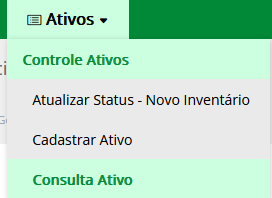 Ativos
Controle Ativos
Atualizar Status - Novo Inventário
Cadastrar Ativo
Consulta Ativo